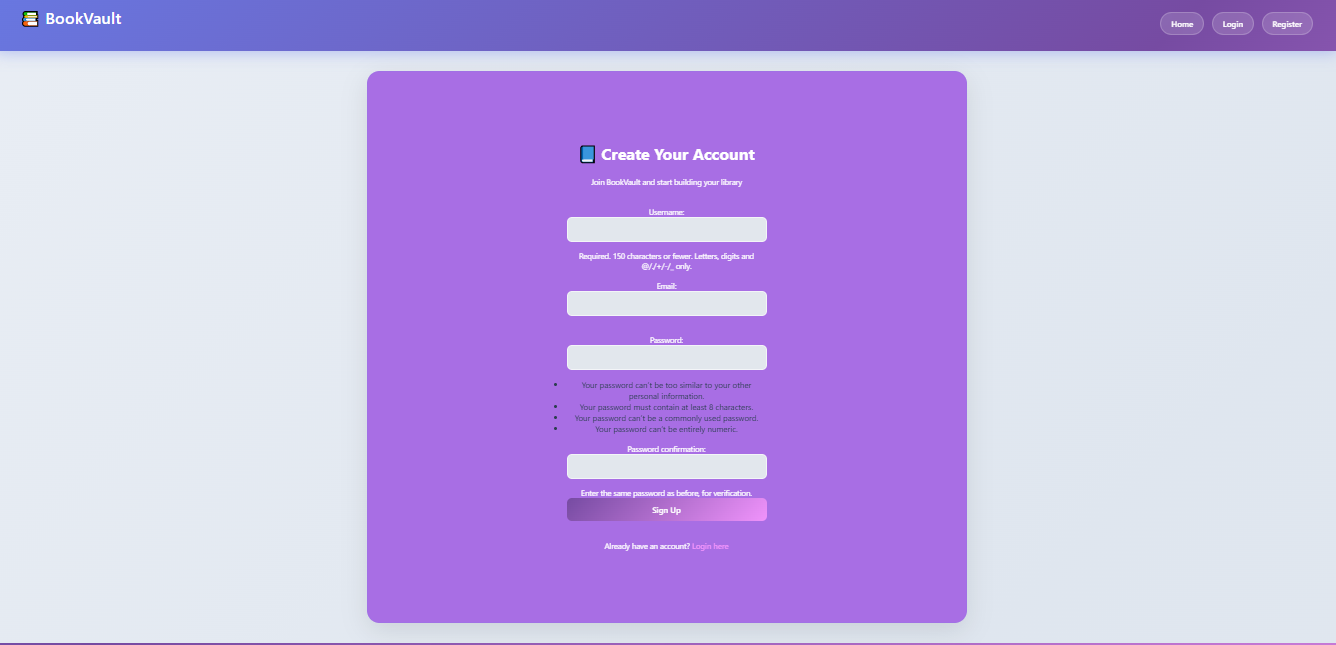 BookVault
Home
Login
Register
Create Your Account
Join BookVault and start building your library
Username:
Required. 150 characters or fewer. Letters, digits and
@/./+/-/_ only.
Email:
Password:
Your password can't be too similar to your other
personal information.
Your password must contain at least 8 characters.
Your password can't be a commonly used password.
Your password can't be entirely numeric.
Password confirmation:
Enter the same password as before, for verification.
Sign Up
Already have an account? Login here